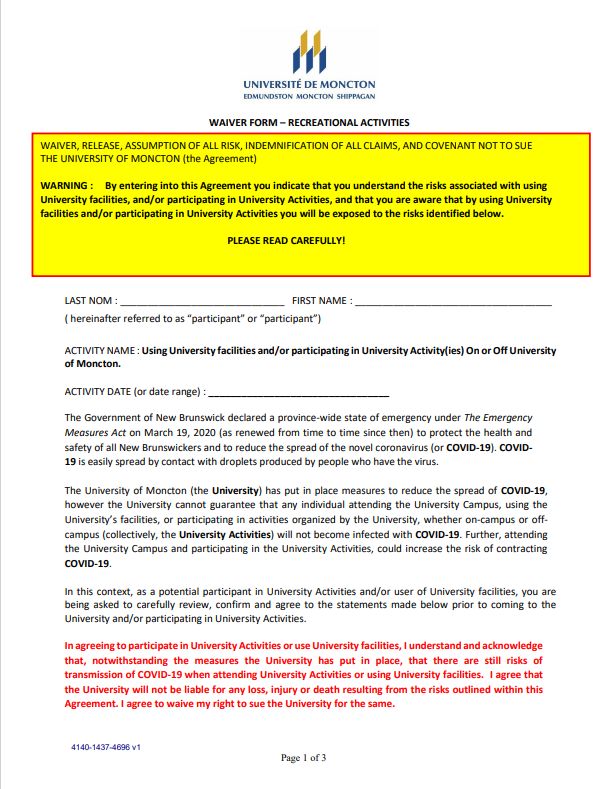 UNIVERSITÉ DE MONCTON
EDMUNDSTON MONCTON SHIPPAGAN
WAIVER FORM – RECREATIONAL ACTIVITIES
WAIVER, RELEASE, ASSUMPTION OF ALL RISK, INDEMNIFICATION OF ALL CLAIMS, AND COVENANT NOT TO SUE
THE UNIVERSITY OF MONCTON (the Agreement)
WARNING : By entering into this Agreement you indicate that you understand the risks associated with using
University facilities, and/or participating in University Activities, and that you are aware that by using University
facilities and/or participating in University Activities you will be exposed to the risks identified below.
PLEASE READ CAREFULLY!
LAST NOM : ______________________________ FIRST NAME : ____________________________________
( hereinafter referred to as “participant” or “participant”)
ACTIVITY NAME : Using University facilities and/or participating in University Activity(ies) On or Off University
of Moncton.
ACTIVITY DATE (or date range) : _________________________________
The Government of New Brunswick declared a province-wide state of emergency under The Emergency
Measures Act on March 19, 2020 (as renewed from time to time since then) to protect the health and
safety of all New Brunswickers and to reduce the spread of the novel coronavirus (or COVID-19). COVID-
19 is easily spread by contact with droplets produced by people who have the virus.
The University of Moncton (the University) has put in place measures to reduce the spread of COVID-19,
however the University cannot guarantee that any individual attending the University Campus, using the
University’s facilities, or participating in activities organized by the University, whether on-campus or off-
campus (collectively, the University Activities) will not become infected with COVID-19. Further, attending
the University Campus and participating in the University Activities, could increase the risk of contracting
COVID-19.
In this context, as a potential participant in University Activities and/or user of University facilities, you are
being asked to carefully review, confirm and agree to the statements made below prior to coming to the
University and/or participating in University Activities.
In agreeing to participate in University Activities or use University facilities, I understand and acknowledge
that, notwithstanding the measures the University has put in place, that there are still risks of
transmission of COVID-19 when attending University Activities or using University facilities. I agree that
the University will not be liable for any loss, injury or death resulting from the risks outlined within this
Agreement. I agree to waive my right to sue the University for the same.
4140-1437-4696 v1
Page 1 of 3